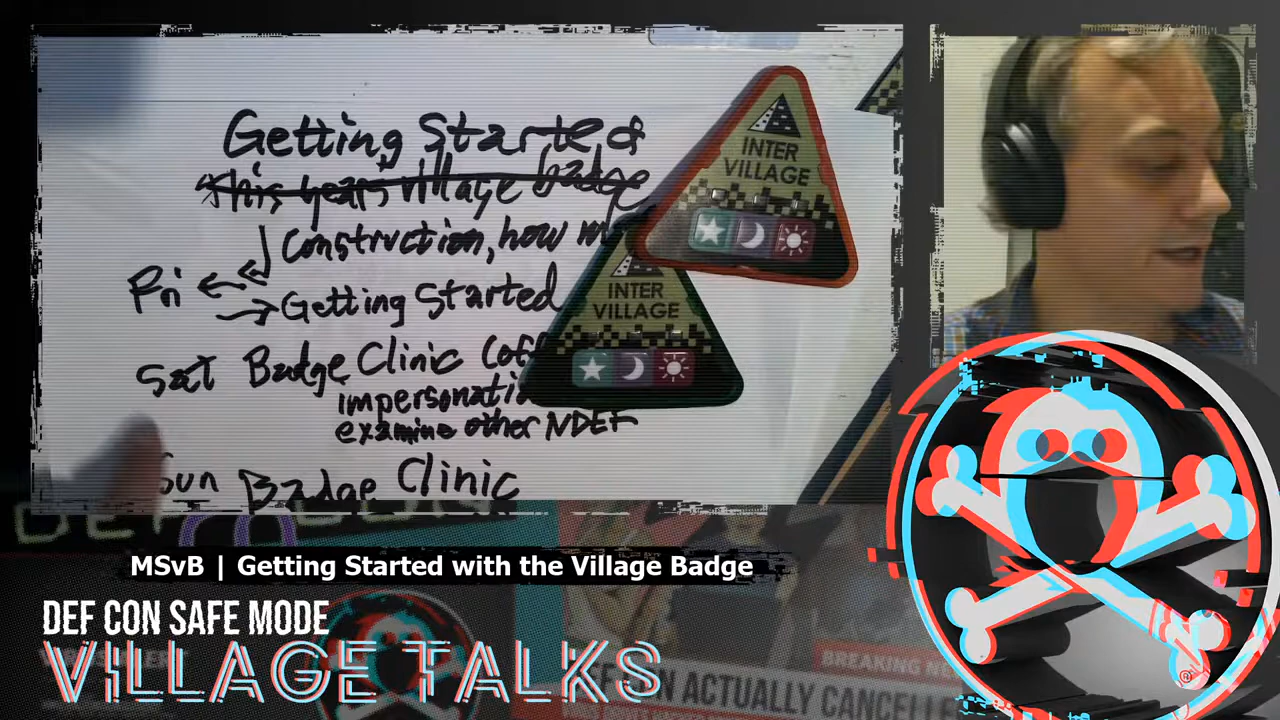 Getting Started
This years village badge
Construction, how
Fri
Getting Started
Sat Badge Clinic
impersonati
examine other NDEF
Sun Badge Clinic
INTER
VILLAGE
INTER
VILLAGE
MSvB | Getting Started with the Village Badge
DEF CON SAFE MODE
VILLAGE TALKS
BREAKING NE
CON ACTUALLY CANCELLE